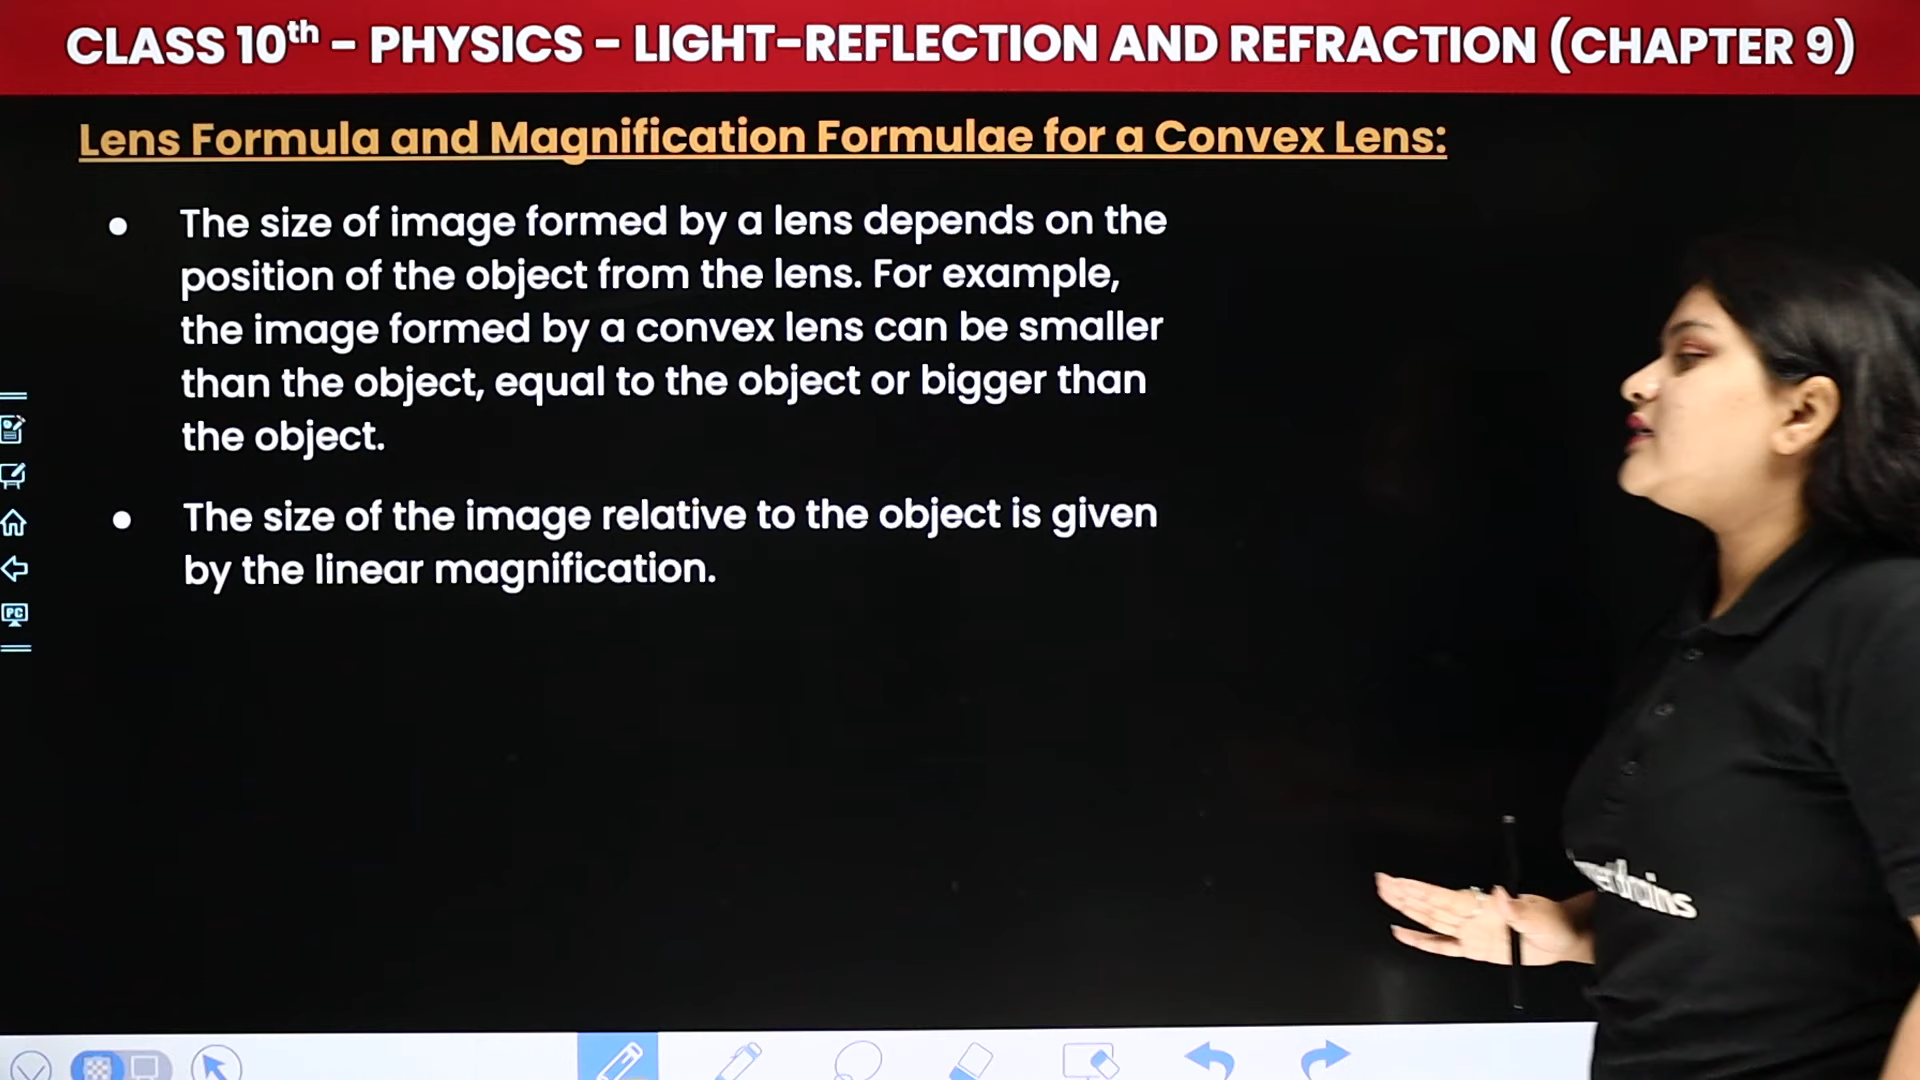 CLASS 10th - PHYSICS - LIGHT-REFLECTION AND REFRACTION (CHAPTER 9)
Lens Formula and Magnification Formulae for a Convex Lens:
● The size of image formed by a lens depends on the
position of the object from the lens. For example,
the image formed by a convex lens can be smaller
than the object, equal to the object or bigger than
the object.
● The size of the image relative to the object is given
by the linear magnification.
PC